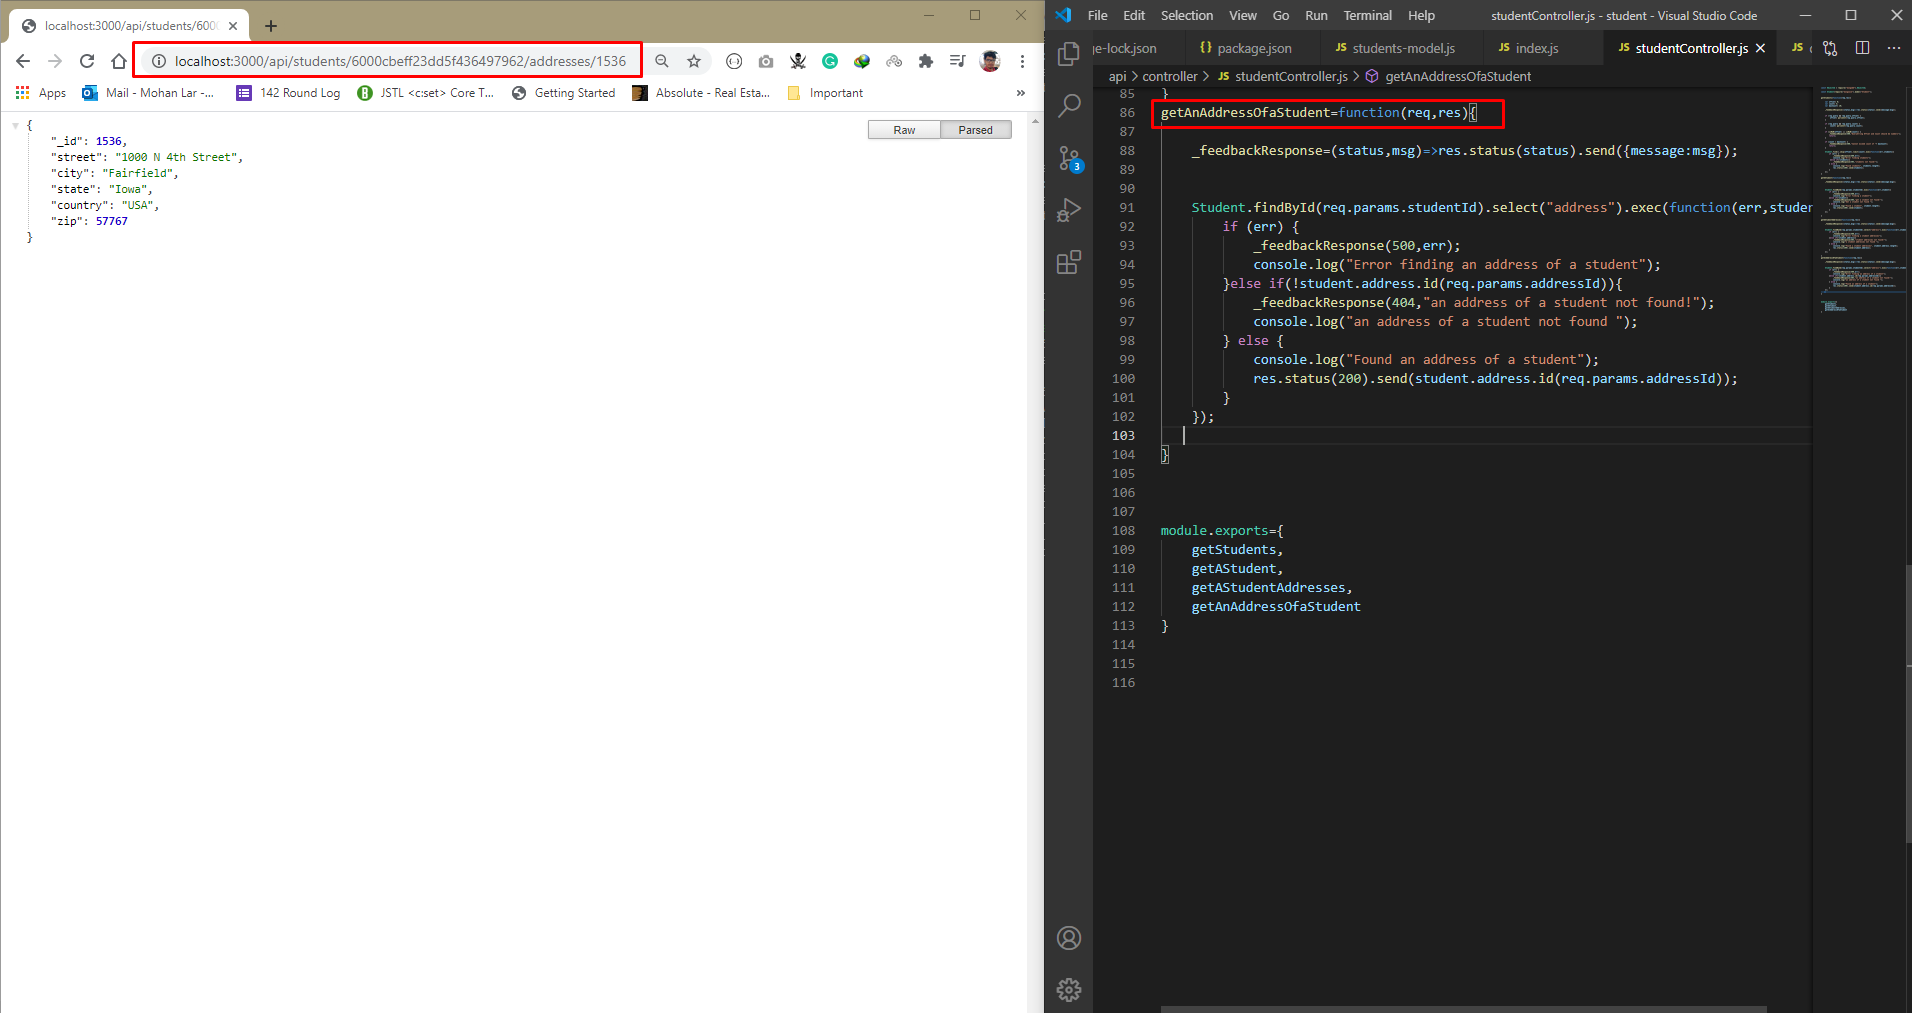 localhost:3000/api/students/600
localhost:3000/api/students/6000cbeff23dd5f436497962/addresses/1536
Apps Mail - Mohan Lar -... 142 Round Log JSTL <c:set> Core T... Getting Started Absolute - Real Esta... Important »
{
"_id": 1536,
"street": "1000 N 4th Street",
"city": "Fairfield",
"state": "Iowa",
"country": "USA",
"zip": 57767
}
Raw Parsed
File Edit Selection View Go Run Terminal Help studentController.js - student - Visual Studio Code
ge-lock.json {} package.json JS students-model.js JS index.js JS studentController.js JS
api > controller > JS studentController.js > getAnAddressOfaStudent
3
85 }
86 getAnAddressOfaStudent=function(req,res){
87
88 _feedbackResponse=(status,msg)=>res.status(status).send({message:msg});
89
90
91 Student.findById(req.params.studentId).select("address").exec(function(err,studen
92 if (err) {
93 _feedbackResponse(500,err);
94 console.log("Error finding an address of a student");
95 }else if(!student.address.id(req.params.addressId)){
96 _feedbackResponse(404,"an address of a student not found!");
97 console.log("an address of a student not found ");
98 } else {
99 console.log("Found an address of a student");
100 res.status(200).send(student.address.id(req.params.addressId));
101 }
102 });
103
104 }
105
106
107
108 module.exports={
109 getStudents,
110 getAStudent,
111 getAStudentAddresses,
112 getAnAddressOfaStudent
113 }
114
115
116